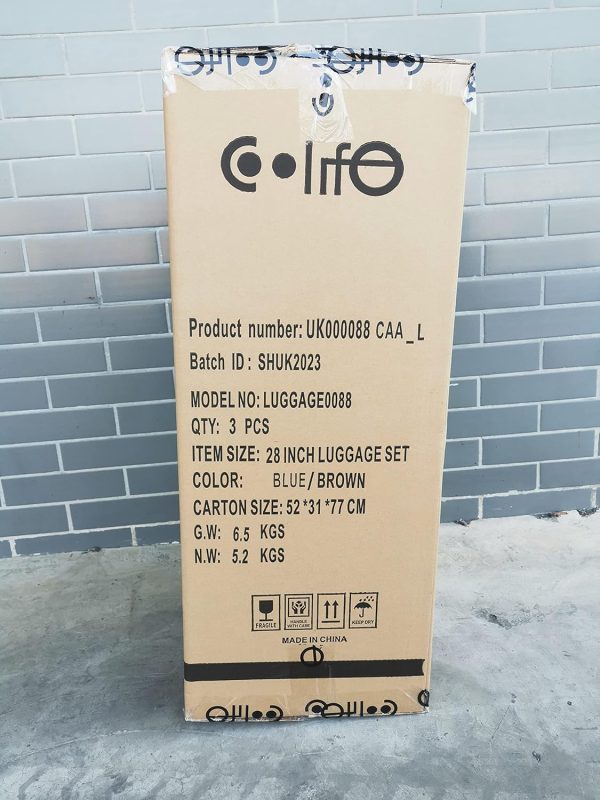 Coolife
Product number: UK000088 CAA_L
Batch ID: SHUK2023
MODEL NO: LUGGAGE0088
QTY: 3 PCS
ITEM SIZE: 28 INCH LUGGAGE SET
COLOR: BLUE/BROWN
CARTON SIZE: 52*31*77 CM
G.W: 6.5 KGS
N.W: 5.2 KGS
FRAGILE
HANDLE WITH CARE
KEEP DRY
MADE IN CHINA